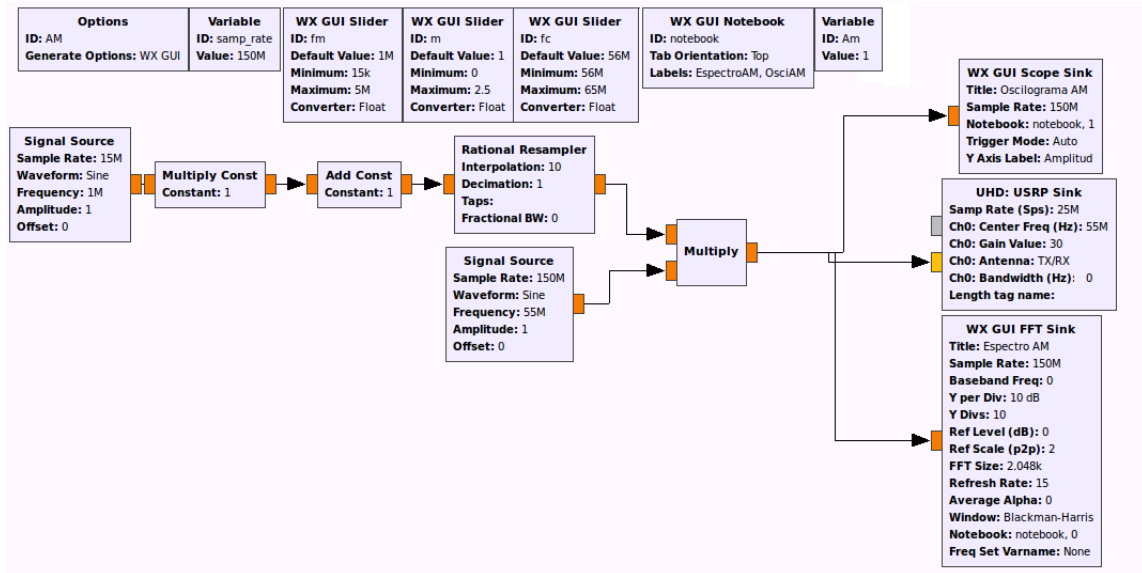 Options
ID: AM
Generate Options: WX GUI
Variable
ID: samp_rate
Value: 150M
WX GUI Slider
ID: fm
Default Value: 1M
Minimum: 15k
Maximum: 5M
Converter: Float
WX GUI Slider
ID: m
Default Value: 1
Minimum: 0
Maximum: 2.5
Converter: Float
WX GUI Slider
ID: fc
Default Value: 56M
Minimum: 56M
Maximum: 65M
Converter: Float
WX GUI Notebook
ID: notebook
Tab Orientation: Top
Labels: EspectroAM, OsciAM
Variable
ID: Am
Value: 1
Signal Source
Sample Rate: 15M
Waveform: Sine
Frequency: 1M
Amplitude: 1
Offset: 0
Multiply Const
Constant: 1
Add Const
Constant: 1
Rational Resampler
Interpolation: 10
Decimation: 1
Taps:
Fractional BW: 0
Signal Source
Sample Rate: 150M
Waveform: Sine
Frequency: 55M
Amplitude: 1
Offset: 0
Multiply
WX GUI Scope Sink
Title: Oscilograma AM
Sample Rate: 150M
Notebook: notebook, 1
Trigger Mode: Auto
Y Axis Label: Amplitud
UHD: USRP Sink
Samp Rate (Sps): 25M
Ch0: Center Freq (Hz): 55M
Ch0: Gain Value: 30
Ch0: Antenna: TX/RX
Ch0: Bandwidth (Hz): 0
Length tag name:
WX GUI FFT Sink
Title: Espectro AM
Sample Rate: 150M
Baseband Freq: 0
Y per Div: 10 dB
Y Divs: 10
Ref Level (dB): 0
Ref Scale (p2p): 2
FFT Size: 2.048k
Refresh Rate: 15
Average Alpha: 0
Window: Blackman-Harris
Notebook: notebook, 0
Freq Set Varname: None